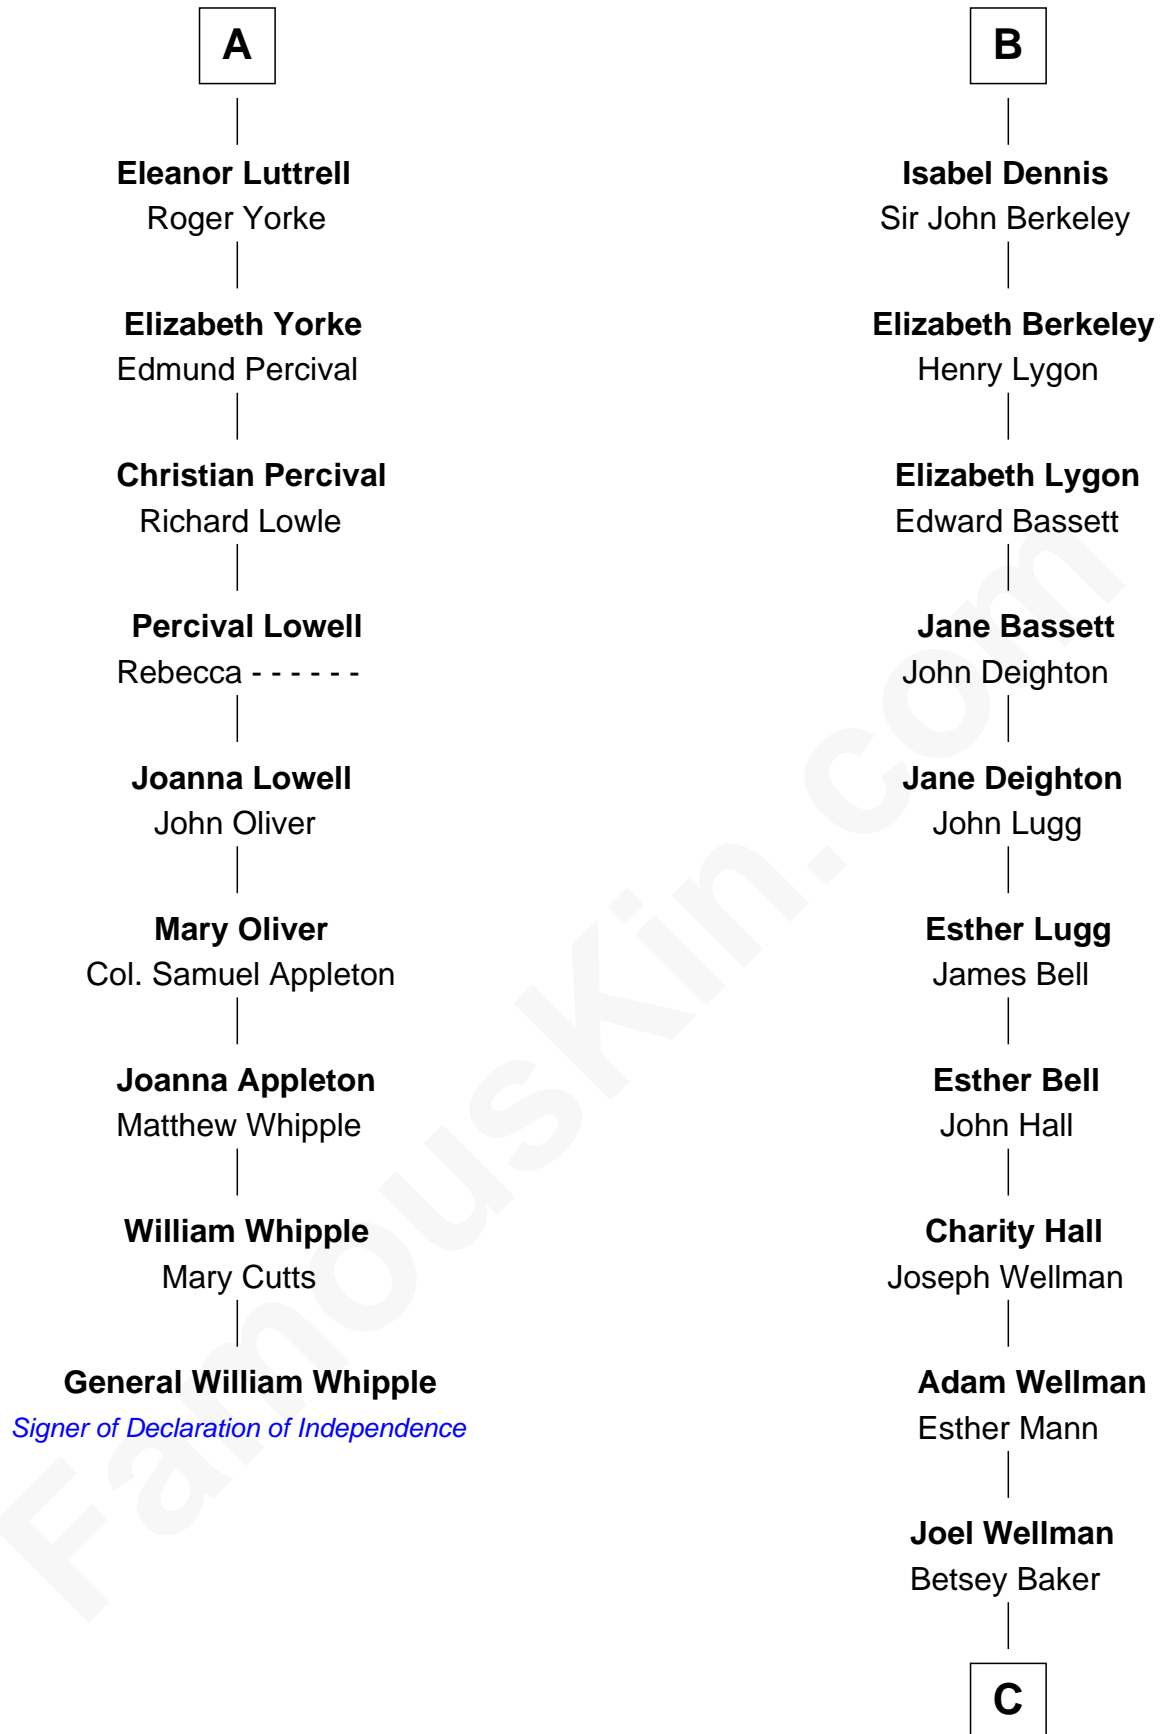 A
Eleanor Luttrell
Roger Yorke
Elizabeth Yorke
Edmund Percival
Christian Percival
Richard Lowle
Percival Lowell
Rebecca - - - - - -
Joanna Lowell
John Oliver
Mary Oliver
Col. Samuel Appleton
Joanna Appleton
Matthew Whipple
William Whipple
Mary Cutts
General William Whipple
Signer of Declaration of Independence
B
Isabel Dennis
Sir John Berkeley
Elizabeth Berkeley
Henry Lygon
Elizabeth Lygon
Edward Bassett
Jane Bassett
John Deighton
Jane Deighton
John Lugg
Esther Lugg
James Bell
Esther Bell
John Hall
Charity Hall
Joseph Wellman
Adam Wellman
Esther Mann
Joel Wellman
Betsey Baker
C
FamousKin.com